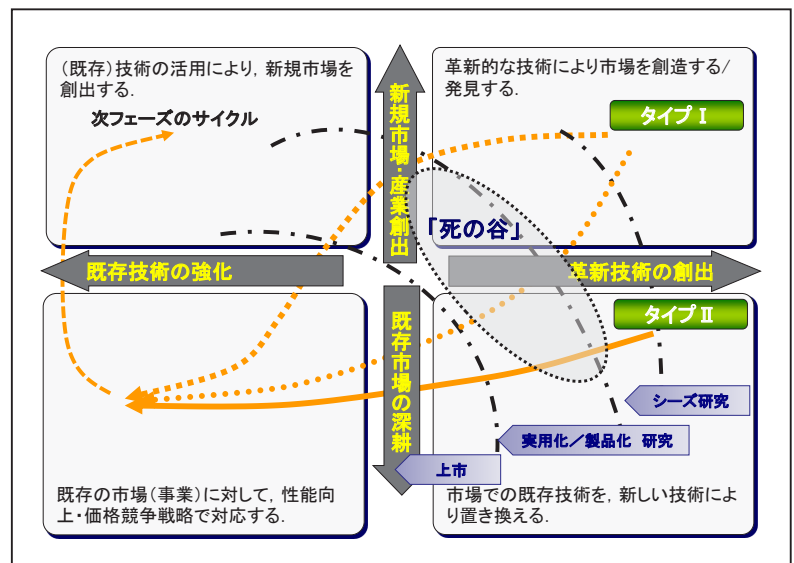 (既存)技術の活用により, 新規市場を
創出する.
次フェーズのサイクル
新規市場・産業創出
革新的な技術により市場を創造する/
発見する.
タイプ Ⅰ
「死の谷」
既存技術の強化
革新技術の創出
既存市場の深耕
タイプ Ⅱ
シーズ研究
実用化/製品化 研究
上市
既存の市場(事業)に対して, 性能向
上・価格競争戦略で対応する.
市場での既存技術を, 新しい技術によ
り置き換える.